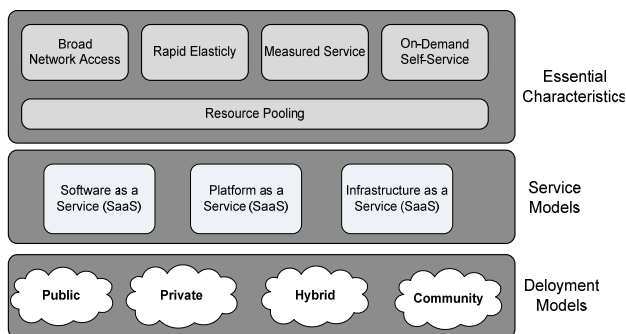 Broad
Network Access
Rapid Elasticly
Measured Service
On-Demand
Self-Service
Resource Pooling
Essential
Characteristics
Software as a
Service (SaaS)
Platform as a
Service (SaaS)
Infrastructure as a
Service (SaaS)
Service
Models
Public
Private
Hybrid
Community
Deloyment
Models